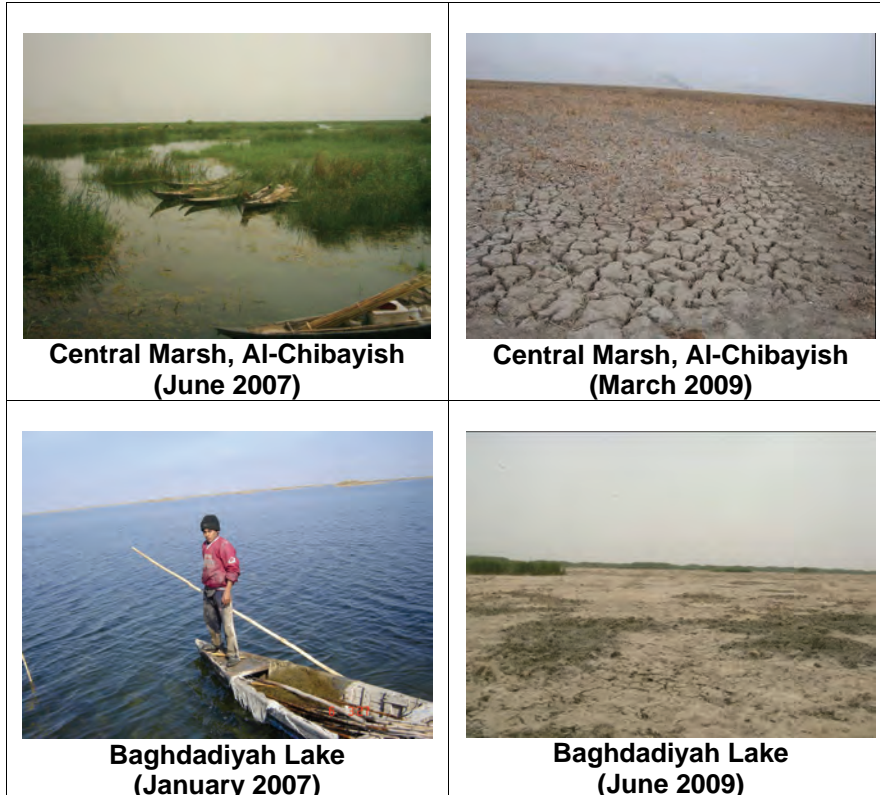 Central Marsh, Al-Chibayish
(June 2007)
Central Marsh, Al-Chibayish
(March 2009)
Baghdadiyah Lake
(January 2007)
Baghdadiyah Lake
(June 2009)